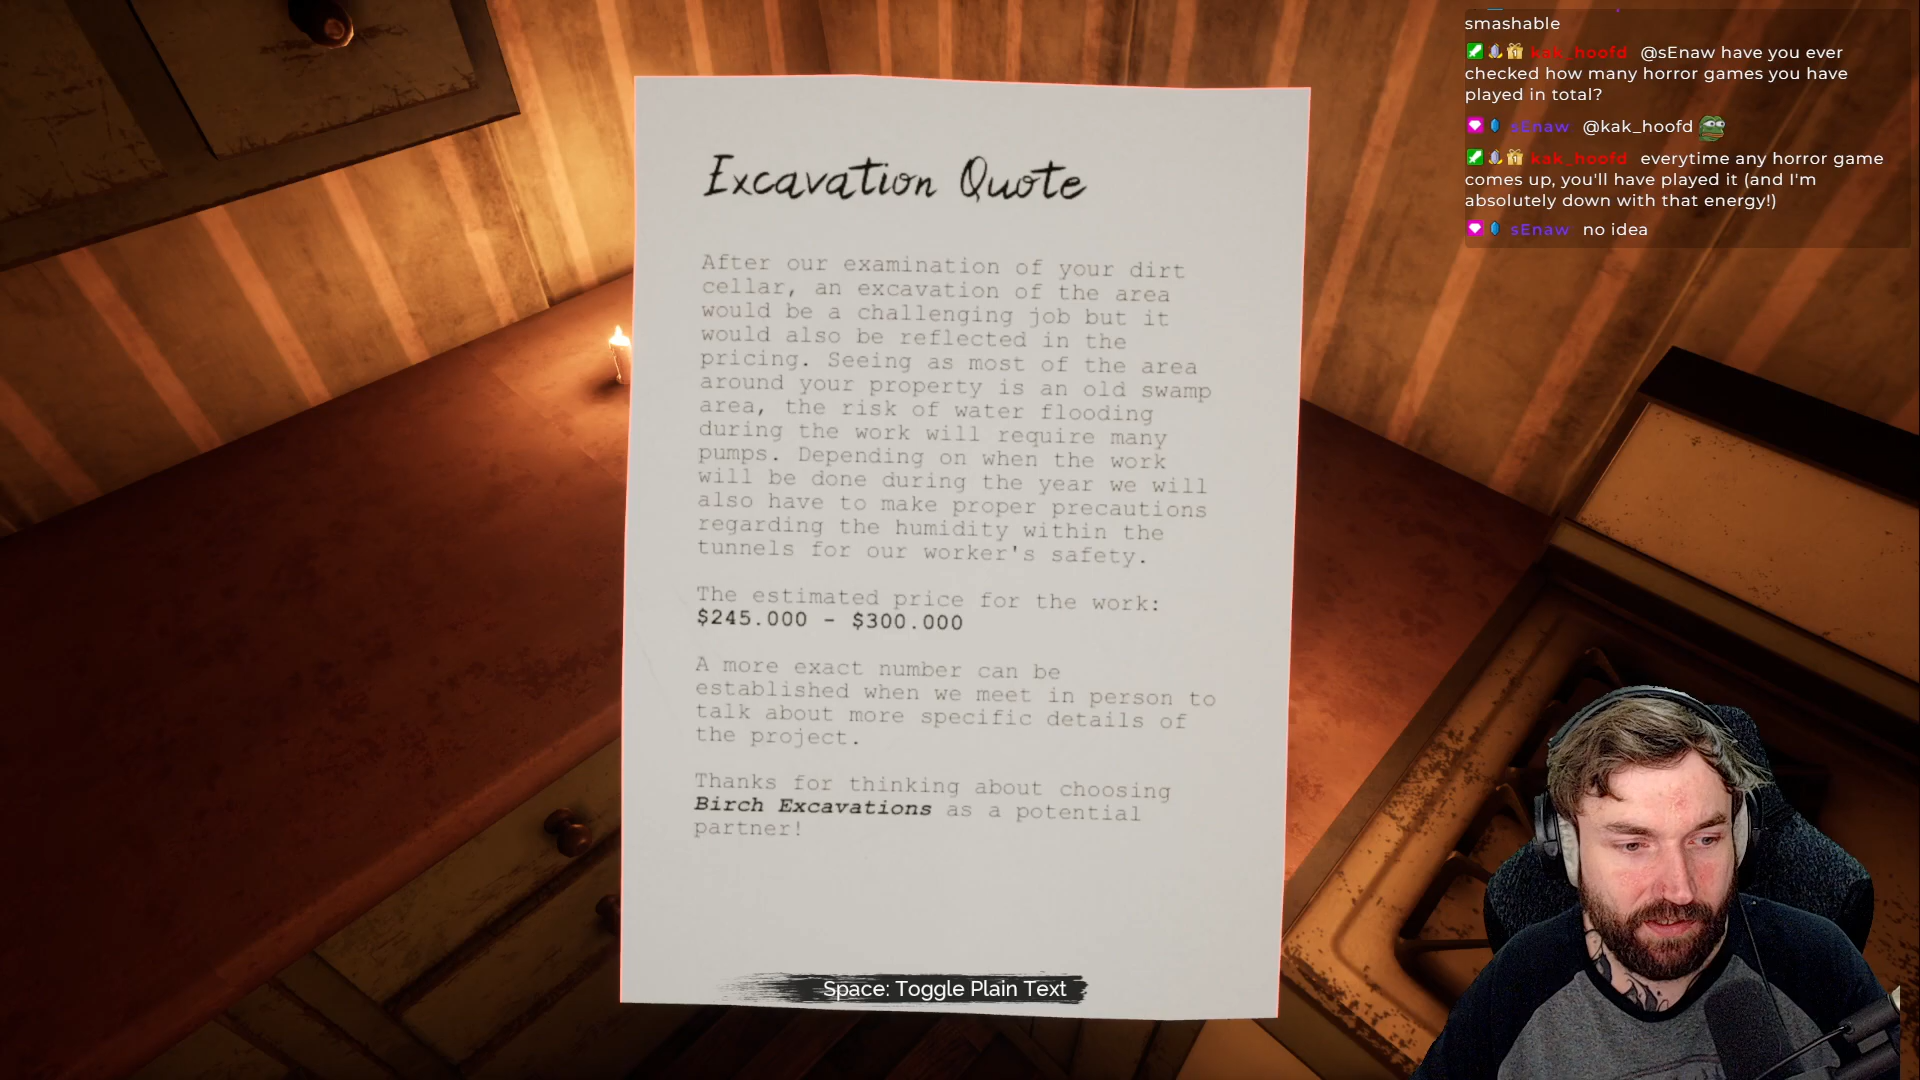 Excavation Quote
After our examination of your dirt
cellar, an excavation of the area
would be a challenging job but it
would also be reflected in the
pricing. Seeing as most of the area
around your property is an old swamp
area, the risk of water flooding
during the work will require many
pumps. Depending on when the work
will be done during the year we will
also have to make proper precautions
regarding the humidity within the
tunnels for our worker's safety.
The estimated price for the work:
$245.000 - $300.000
A more exact number can be
established when we meet in person to
talk about more specific details of
the project.
Thanks for thinking about choosing
Birch Excavations as a potential
partner!
Space: Toggle Plain Text
smashable
kak_hoofd @sEnaw have you ever
checked how many horror games you have
played in total?
sEnaw @kak_hoofd
kak_hoofd everytime any horror game
comes up, you'll have played it (and I'm
absolutely down with that energy!)
sEnaw no idea